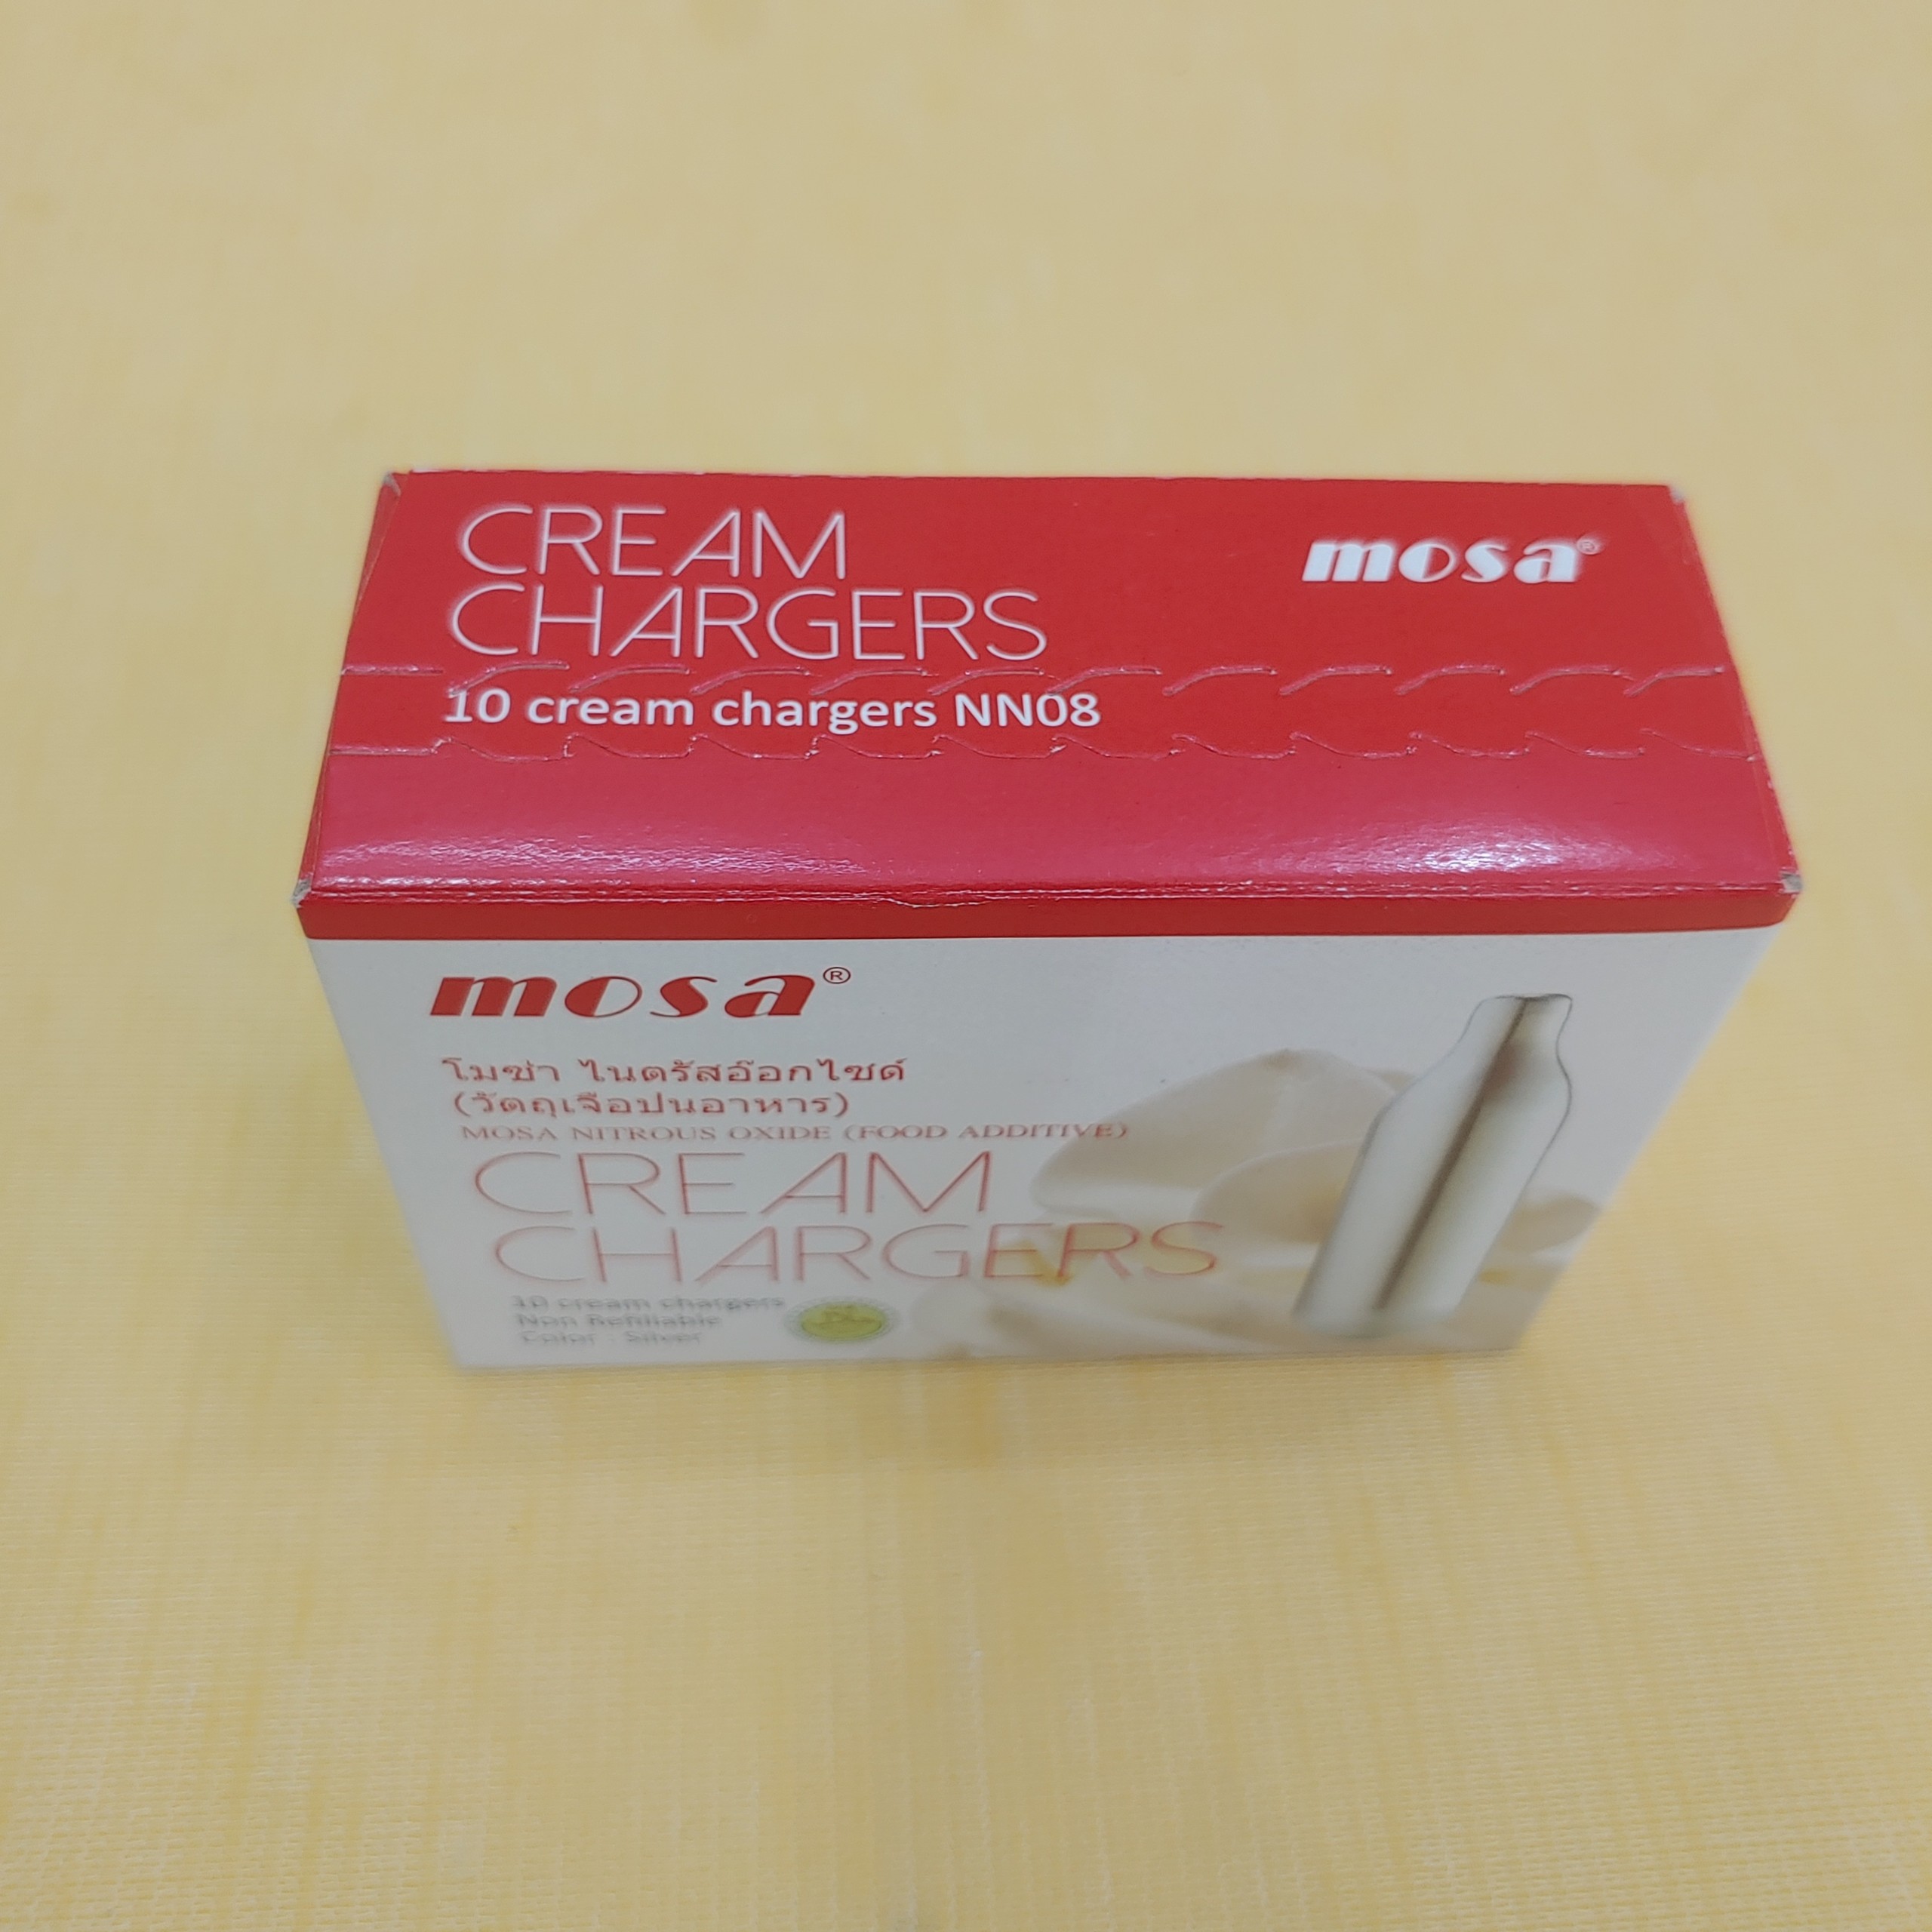 CREAM
CHARGERS
mosa®
10 cream chargers NN08
mosa®
โมซ่า ไนตรัสอ๊อกไซด์
(วัตถุเจือปนอาหาร)
MOSA NITROUS OXIDE (FOOD ADDITIVE)
CREAM
CHARGERS
10 cream chargers
Non Refillable
Color : Silver